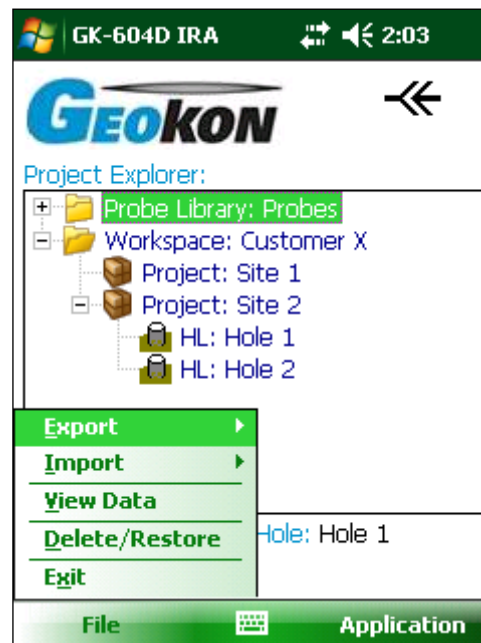 GK-604D IRA 2:03
GEOKON
Project Explorer:
Probe Library: Probes
Workspace: Customer X
Project: Site 1
Project: Site 2
HL: Hole 1
HL: Hole 2
Export
Import
View Data
Delete/Restore
Hole: Hole 1
Exit
File Application